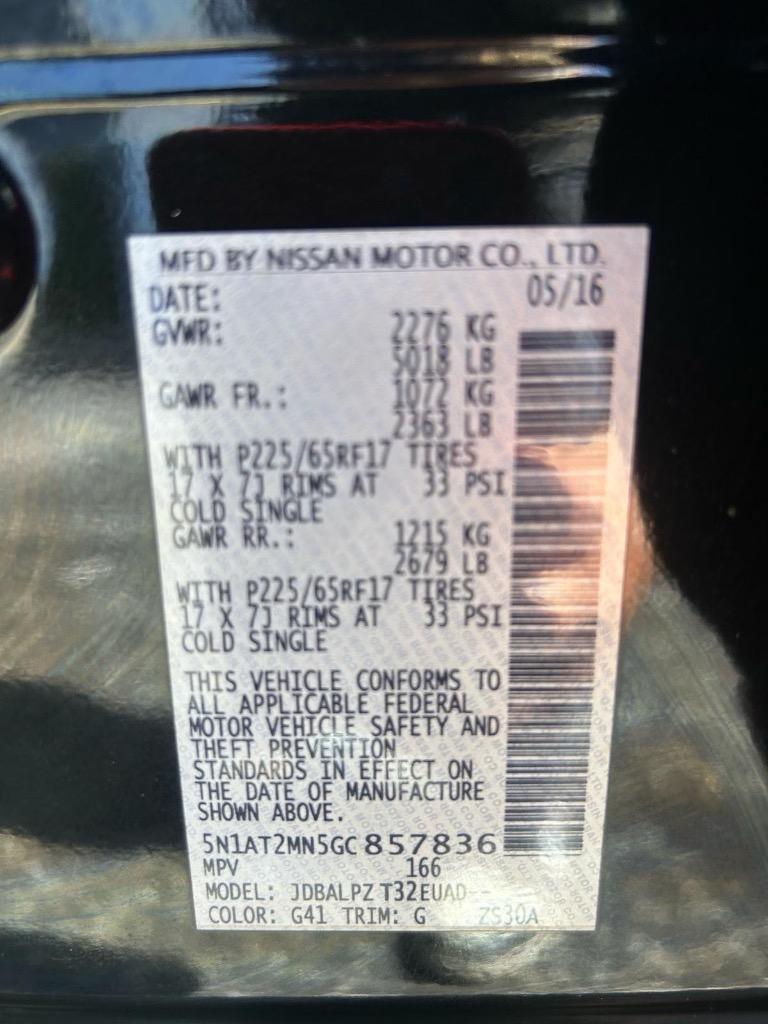 MFD BY NISSAN MOTOR CO., LTD.
DATE: 05/16
GVWR: 2276 KG
5018 LB
GAWR FR.: 1072 KG
2363 LB
WITH P225/65RF17 TIRES
17 X 7J RIMS AT 33 PSI
COLD SINGLE
GAWR RR.: 1215 KG
2679 LB
WITH P225/65RF17 TIRES
17 X 7J RIMS AT 33 PSI
COLD SINGLE
THIS VEHICLE CONFORMS TO
ALL APPLICABLE FEDERAL
MOTOR VEHICLE SAFETY AND
THEFT PREVENTION
STANDARDS IN EFFECT ON
THE DATE OF MANUFACTURE
SHOWN ABOVE.
5N1AT2MN5GC857836
MPV 166
MODEL: JDBALPZ T32EUAD--
COLOR: G41 TRIM: G ZS30A